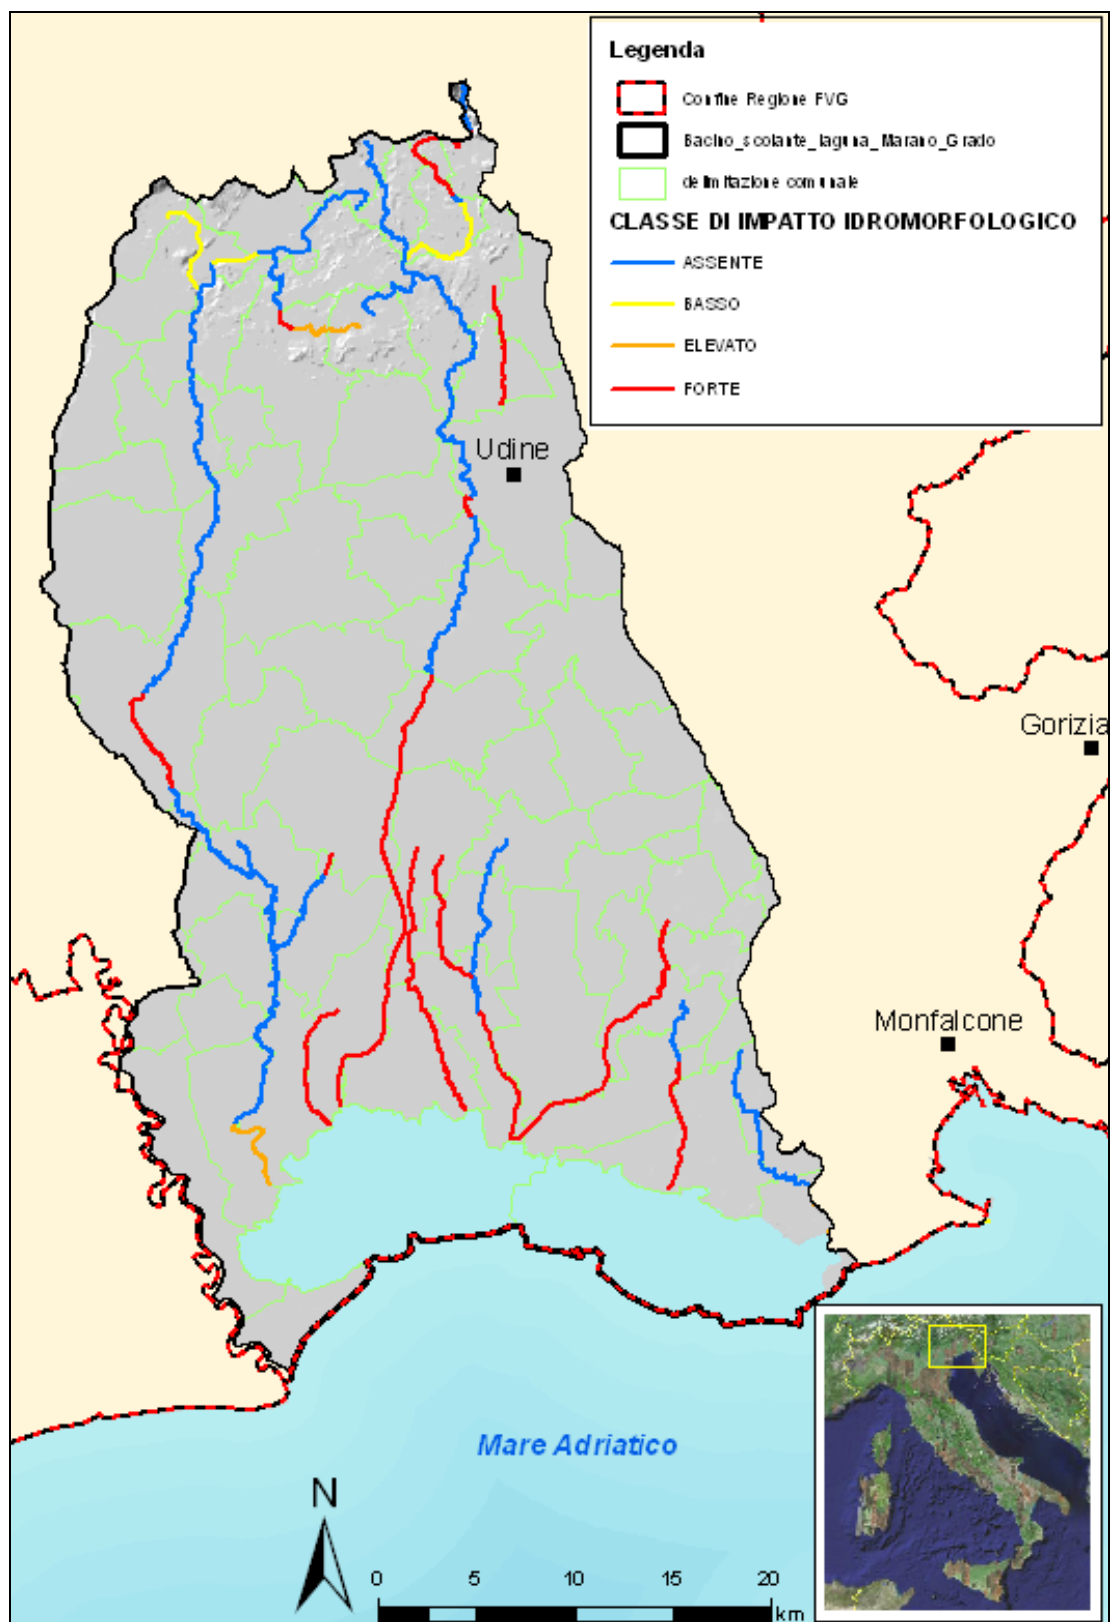 Legenda
Confine Regione FVG
Bacino_scolante_laguna_Marano_Grado
delimitazione comunale
CLASSE DI IMPATTO IDROMORFOLOGICO
ASSENTE
BASSO
ELEVATO
FORTE
Udine
Gorizia
Monfalcone
Mare Adriatico
N
0 5 10 15 20
km